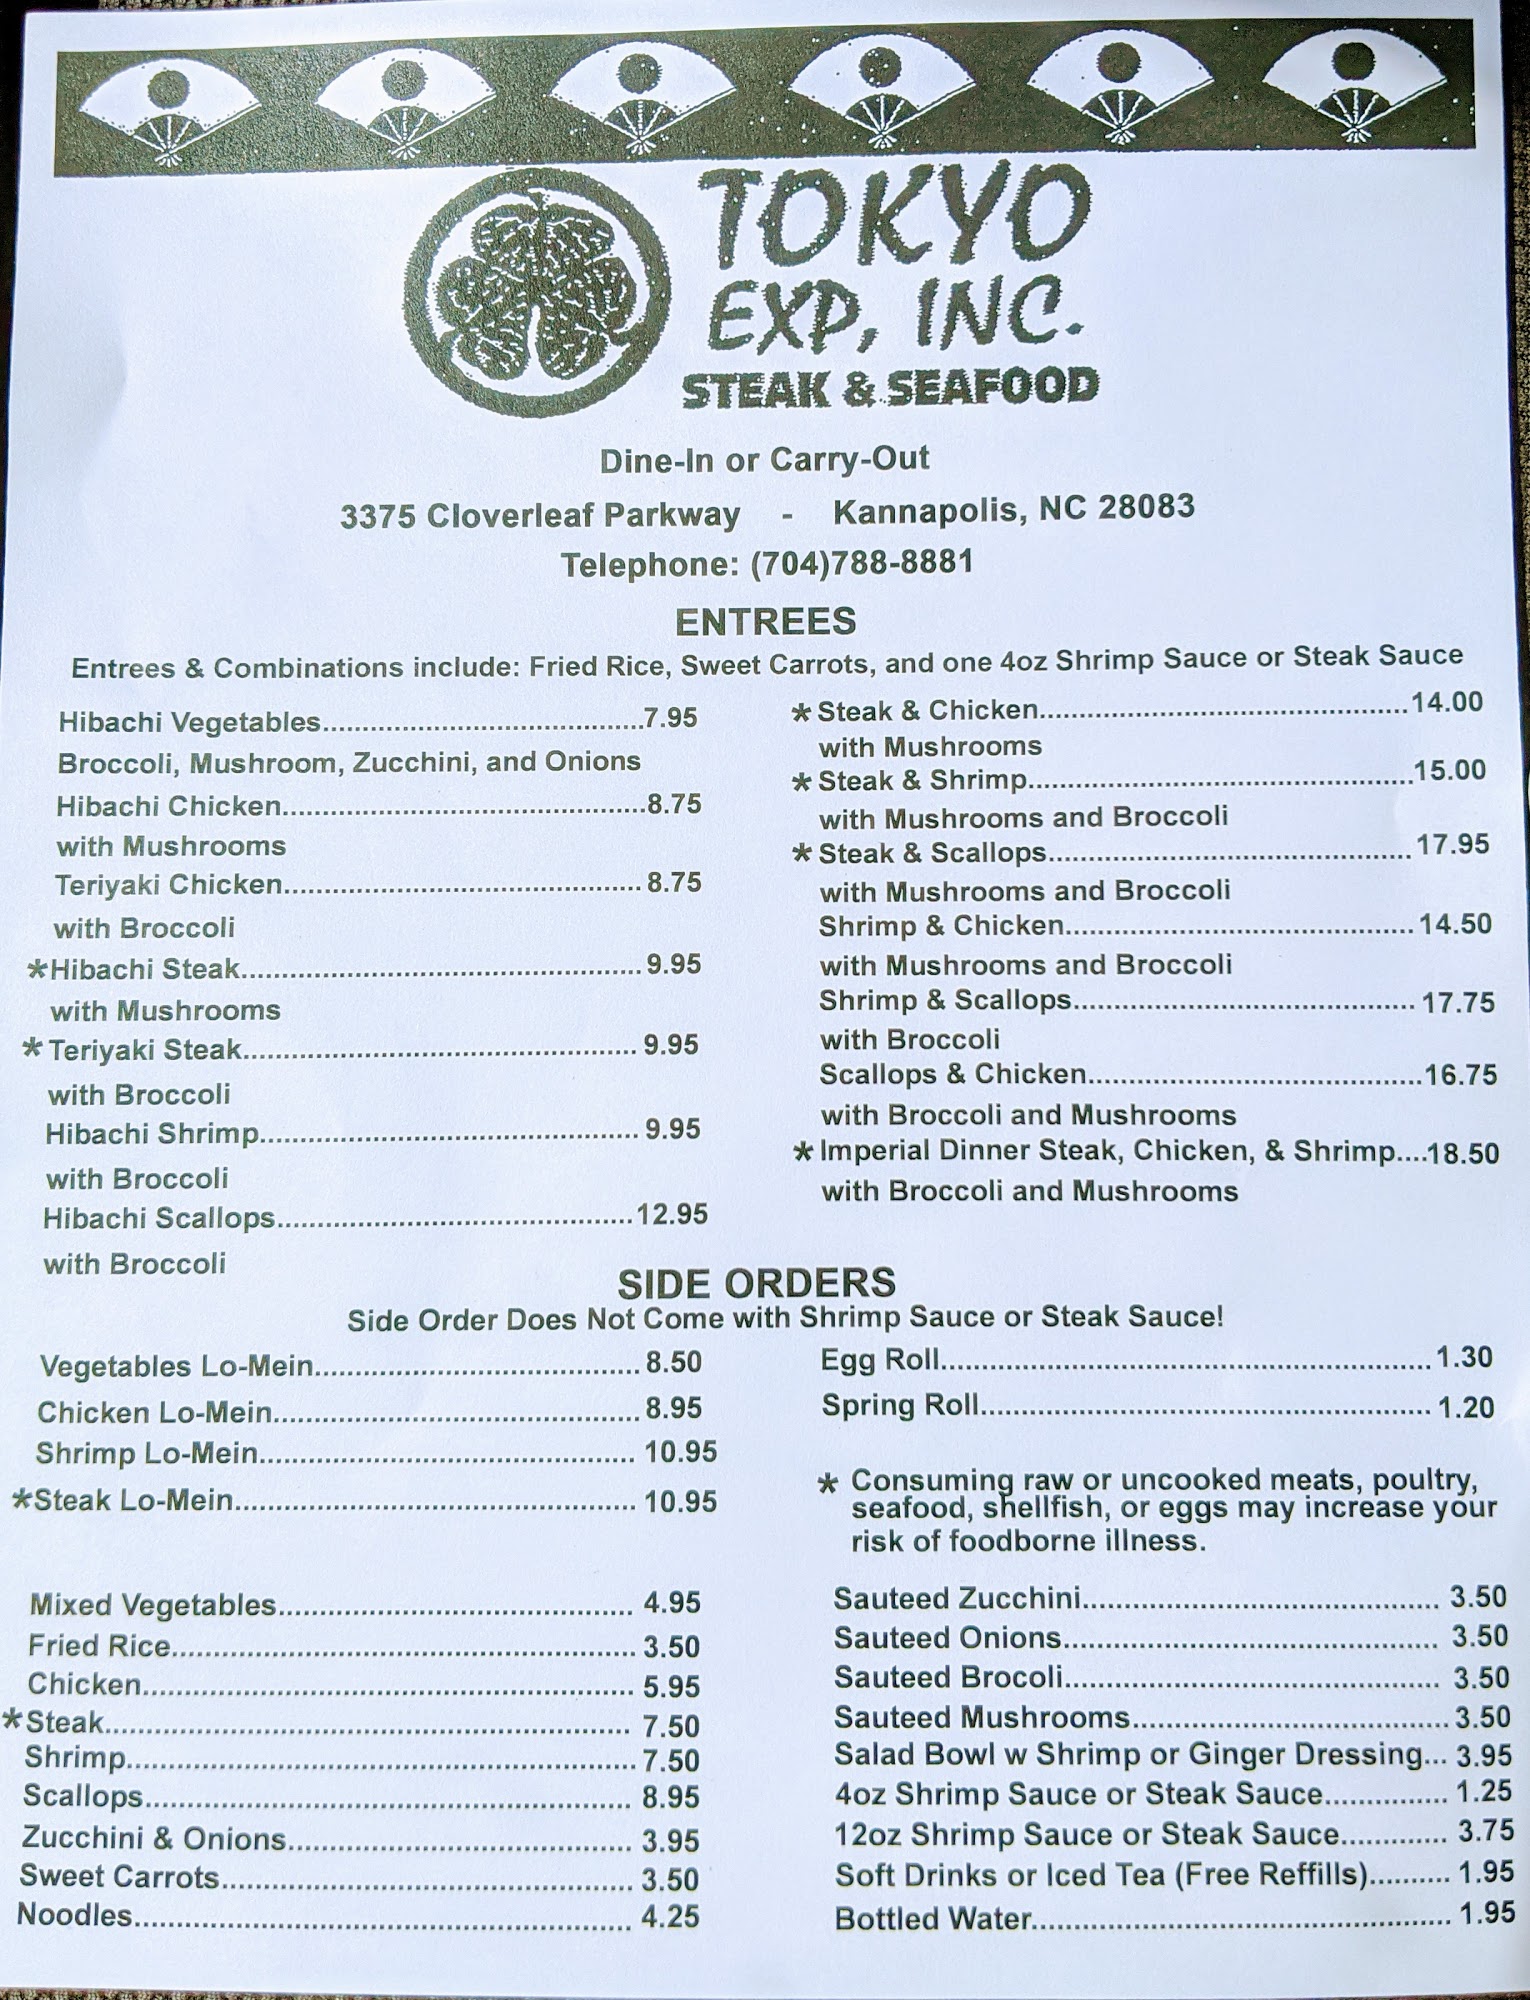 TOKYO
EXP, INC.
STEAK & SEAFOOD
Dine-In or Carry-Out
3375 Cloverleaf Parkway - Kannapolis, NC 28083
Telephone: (704)788-8881
ENTREES
Entrees & Combinations include: Fried Rice, Sweet Carrots, and one 4oz Shrimp Sauce or Steak Sauce
Hibachi Vegetables 7.95
Broccoli, Mushroom, Zucchini, and Onions
Hibachi Chicken 8.75
with Mushrooms
Teriyaki Chicken 8.75
with Broccoli
*Hibachi Steak 9.95
with Mushrooms
* Teriyaki Steak 9.95
with Broccoli
Hibachi Shrimp 9.95
with Broccoli
Hibachi Scallops 12.95
with Broccoli
* Steak & Chicken 14.00
with Mushrooms
* Steak & Shrimp 15.00
with Mushrooms and Broccoli
* Steak & Scallops 17.95
with Mushrooms and Broccoli
Shrimp & Chicken 14.50
with Mushrooms and Broccoli
Shrimp & Scallops 17.75
with Broccoli
Scallops & Chicken 16.75
with Broccoli and Mushrooms
* Imperial Dinner Steak, Chicken, & Shrimp 18.50
with Broccoli and Mushrooms
SIDE ORDERS
Side Order Does Not Come with Shrimp Sauce or Steak Sauce!
Vegetables Lo-Mein 8.50
Chicken Lo-Mein 8.95
Shrimp Lo-Mein 10.95
*Steak Lo-Mein 10.95
Egg Roll 1.30
Spring Roll 1.20
* Consuming raw or uncooked meats, poultry,
seafood, shellfish, or eggs may increase your
risk of foodborne illness.
Mixed Vegetables 4.95
Fried Rice 3.50
Chicken 5.95
*Steak 7.50
Shrimp 7.50
Scallops 8.95
Zucchini & Onions 3.95
Sweet Carrots 3.50
Noodles 4.25
Sauteed Zucchini 3.50
Sauteed Onions 3.50
Sauteed Brocoli 3.50
Sauteed Mushrooms 3.50
Salad Bowl w Shrimp or Ginger Dressing 3.95
4oz Shrimp Sauce or Steak Sauce 1.25
12oz Shrimp Sauce or Steak Sauce 3.75
Soft Drinks or Iced Tea (Free Reffills) 1.95
Bottled Water 1.95